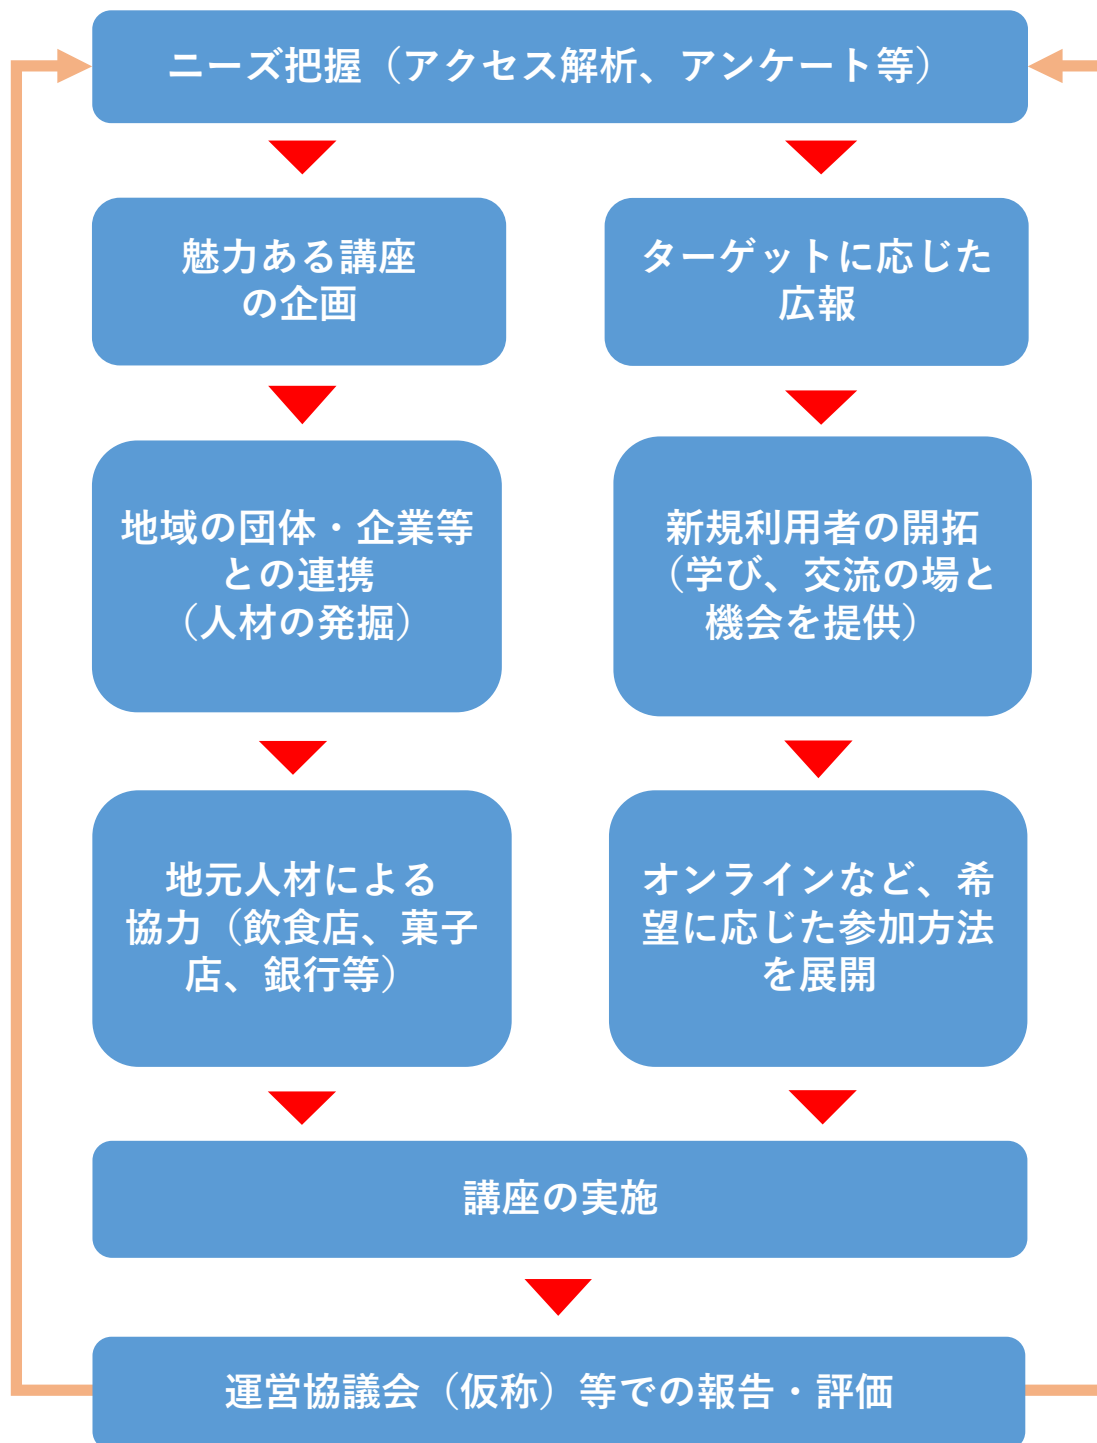 ニーズ把握（アクセス解析、アンケート等）
魅力ある講座
の企画
ターゲットに応じた
広報
地域の団体・企業等
との連携
（人材の発掘）
新規利用者の開拓
（学び、交流の場と
機会を提供）
地元人材による
協力（飲食店、菓子
店、銀行等）
オンラインなど、希
望に応じた参加方法
を展開
講座の実施
運営協議会（仮称）等での報告・評価